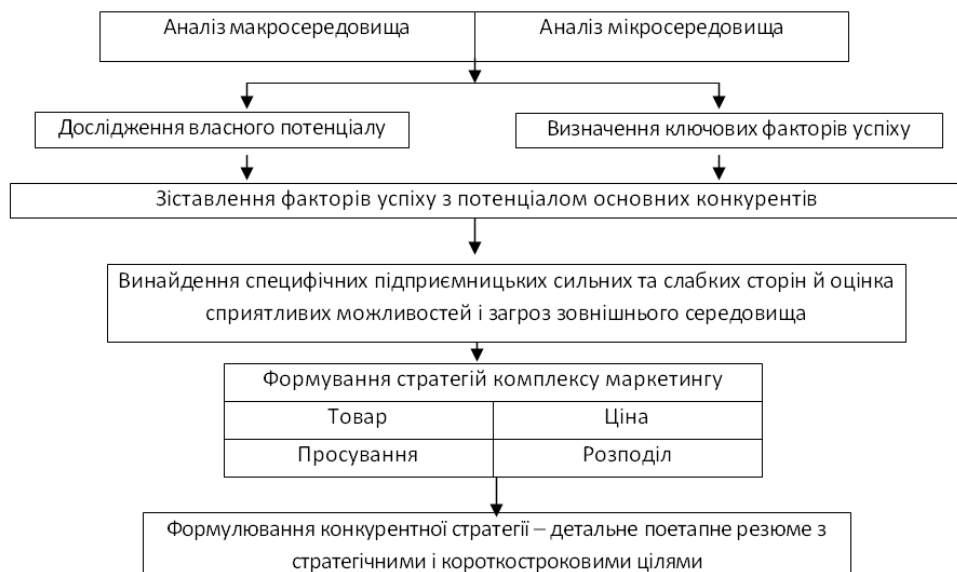 Аналіз макросередовища
Аналіз мікросередовища
Дослідження власного потенціалу
Визначення ключових факторів успіху
Зіставлення факторів успіху з потенціалом основних конкурентів
Винайдення специфічних підприємницьких сильних та слабких сторін й оцінка
сприятливих можливостей і загроз зовнішнього середовища
Формування стратегій комплексу маркетингу
Товар
Ціна
Просування
Розподіл
Формулювання конкурентної стратегії – детальне поетапне резюме з
стратегічними і короткостроковими цілями